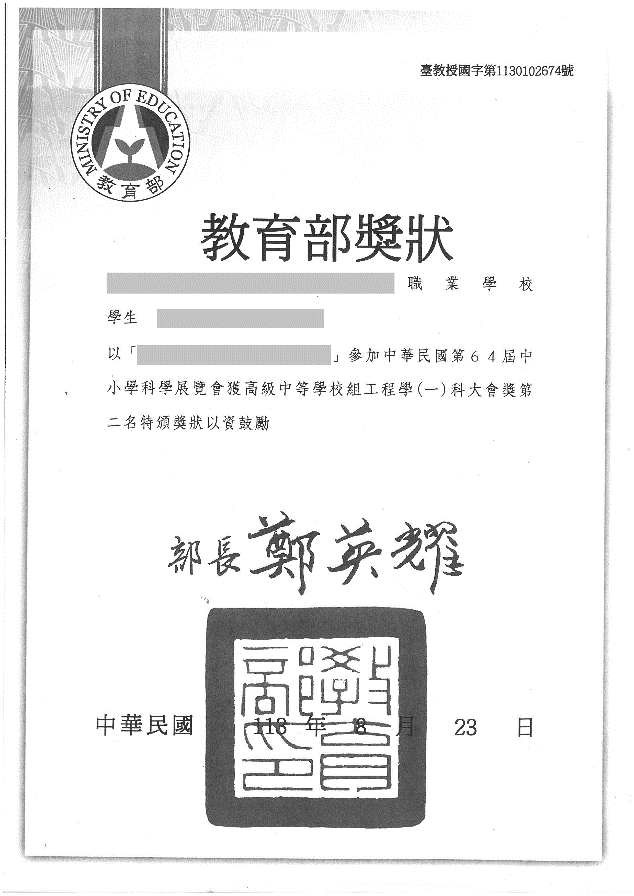 臺教授國字第1130102674號
MINISTRY OF EDUCATION
教育部
教育部獎狀
職業學校
學生
以「」參加中華民國第64屆中
小學科學展覽會獲高級中等學校組工程學(一)科大會獎第
二名特頒獎狀以資鼓勵
部長 鄭英耀
教育部印
中華民國 113 年 8 月 23 日